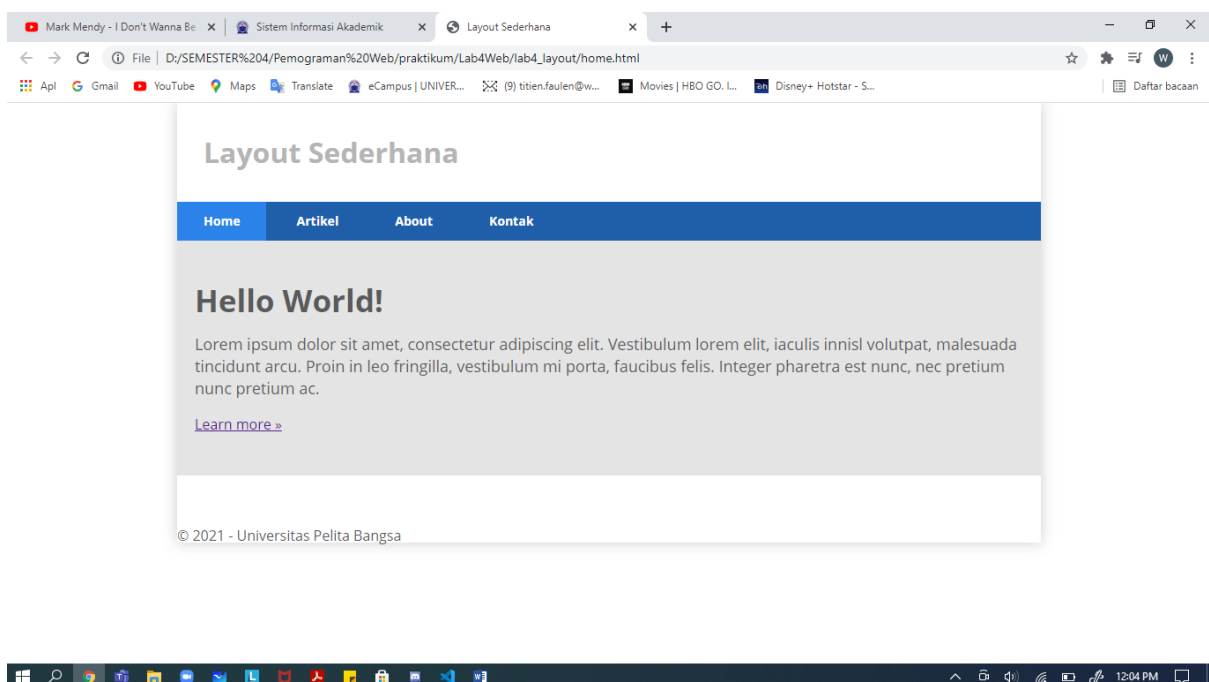 Mark Mendy - I Don't Wanna Be
Sistem Informasi Akademik
Layout Sederhana
File | D:/SEMESTER%204/Pemograman%20Web/praktikum/Lab4Web/lab4_layout/home.html
W
Apl Gmail YouTube Maps Translate eCampus | UNIVER... (9) titien.faulen@w... Movies | HBO GO. I... Disney+ Hotstar - S... Daftar bacaan
Layout Sederhana
Home Artikel About Kontak
Hello World!
Lorem ipsum dolor sit amet, consectetur adipiscing elit. Vestibulum lorem elit, iaculis innisl volutpat, malesuada
tincidunt arcu. Proin in leo fringilla, vestibulum mi porta, faucibus felis. Integer pharetra est nunc, nec pretium
nunc pretium ac.
Learn more »
© 2021 - Universitas Pelita Bangsa
12:04 PM